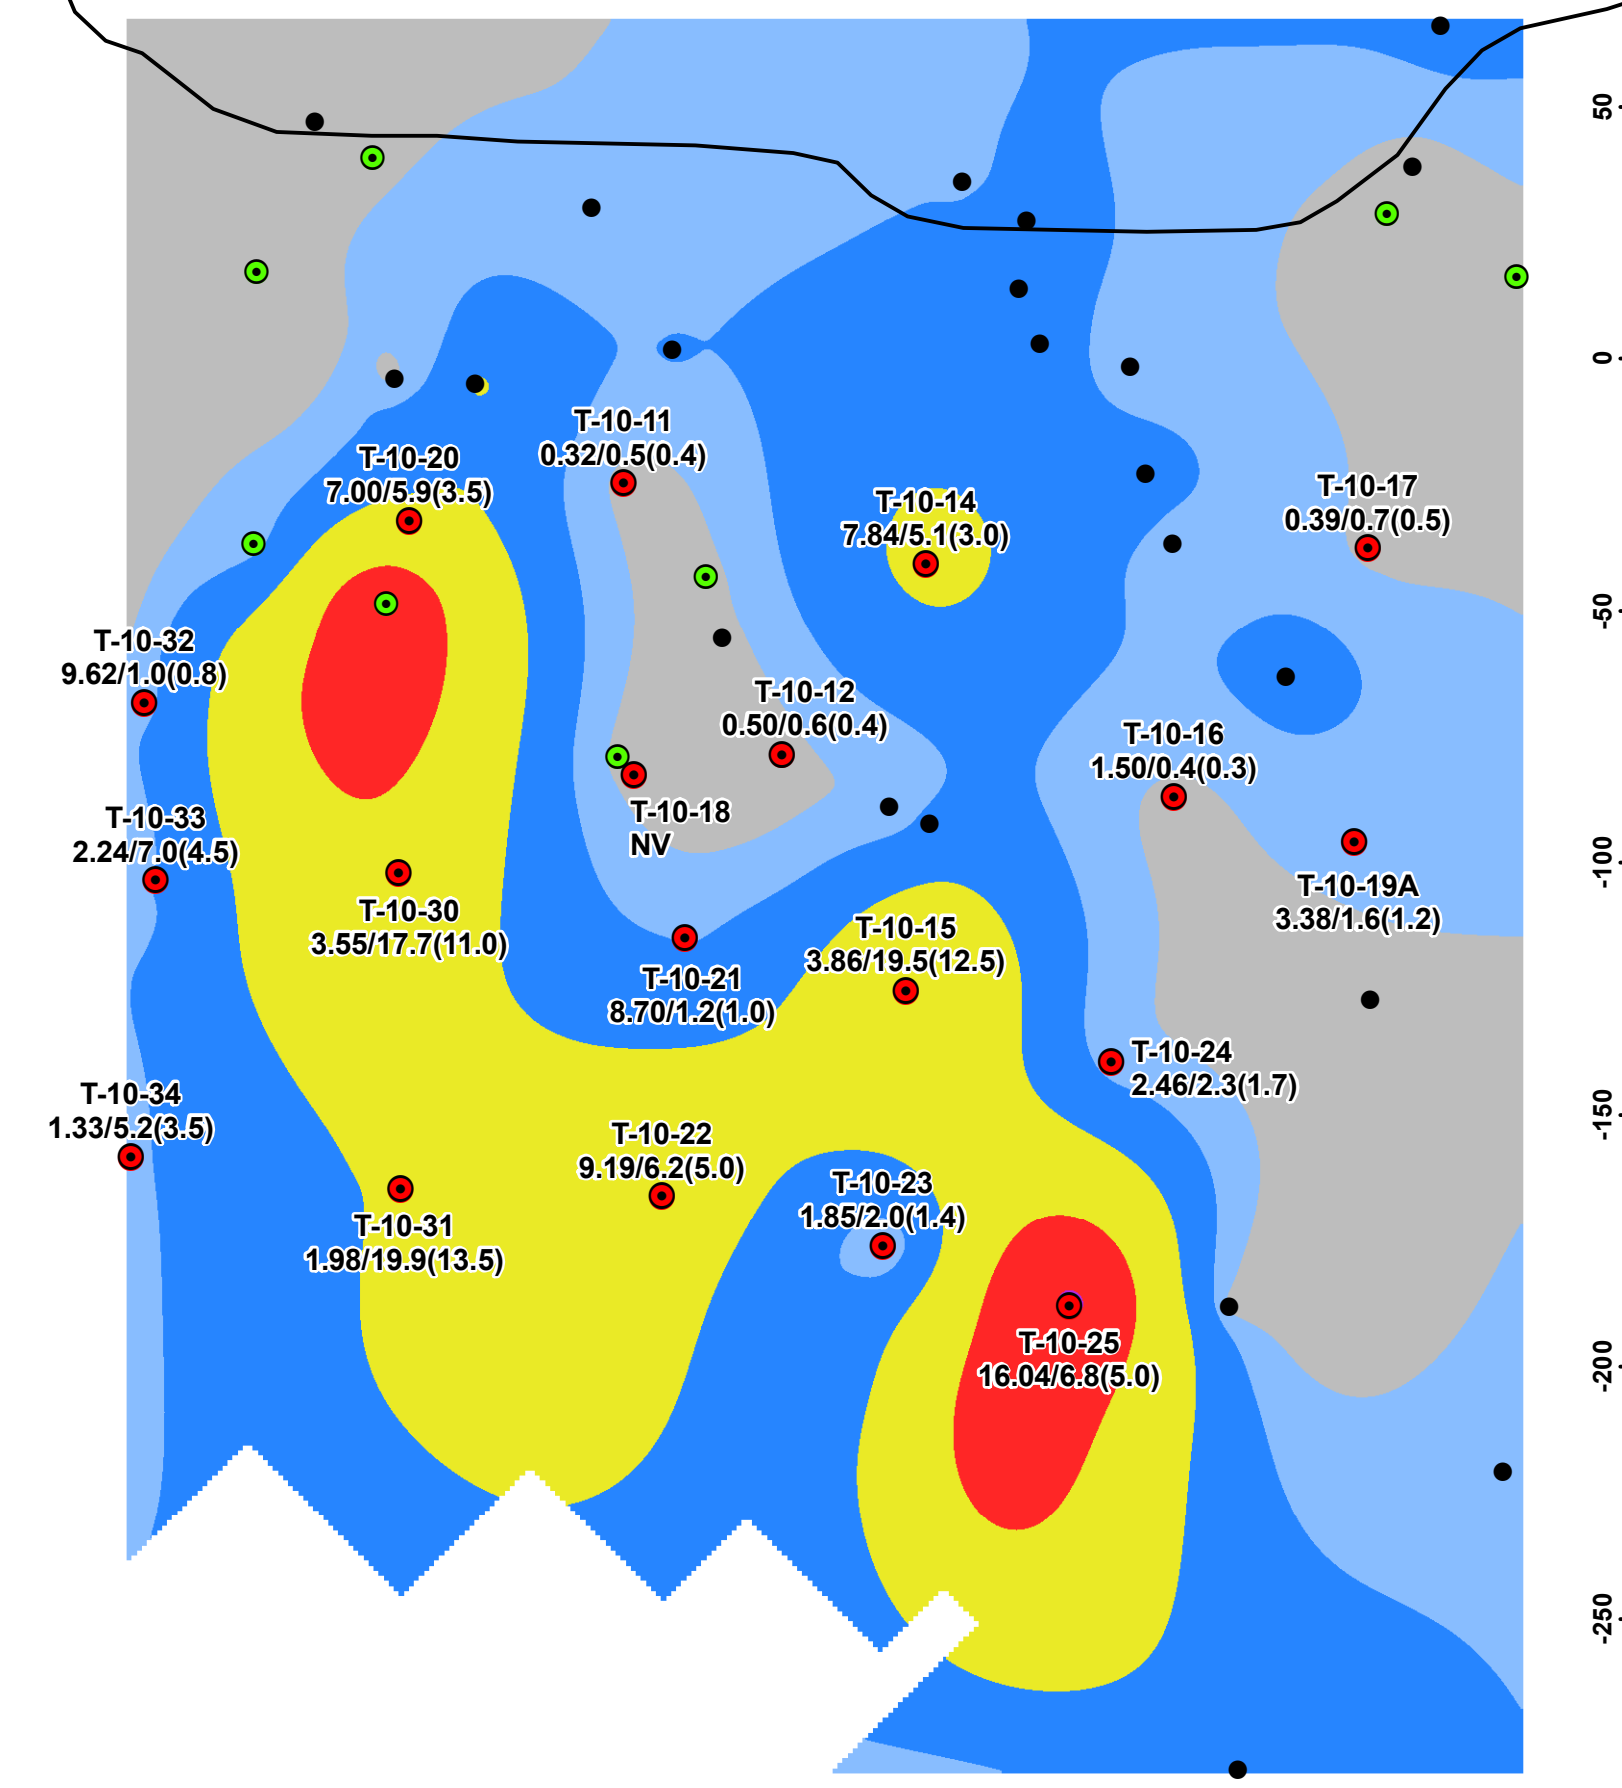 50
0
T-10-11
0.32/0.5(0.4)
T-10-20
7.00/5.9(3.5)
T-10-14
7.84/5.1(3.0)
T-10-17
0.39/0.7(0.5)
-50
T-10-32
9.62/1.0(0.8)
T-10-12
0.50/0.6(0.4)
T-10-16
1.50/0.4(0.3)
T-10-18
NV
T-10-33
2.24/7.0(4.5)
-100
T-10-19A
3.38/1.6(1.2)
T-10-30
3.55/17.7(11.0)
T-10-15
3.86/19.5(12.5)
T-10-21
8.70/1.2(1.0)
T-10-24
2.46/2.3(1.7)
T-10-34
1.33/5.2(3.5)
-150
T-10-22
9.19/6.2(5.0)
T-10-23
1.85/2.0(1.4)
T-10-31
1.98/19.9(13.5)
T-10-25
16.04/6.8(5.0)
-200
-250